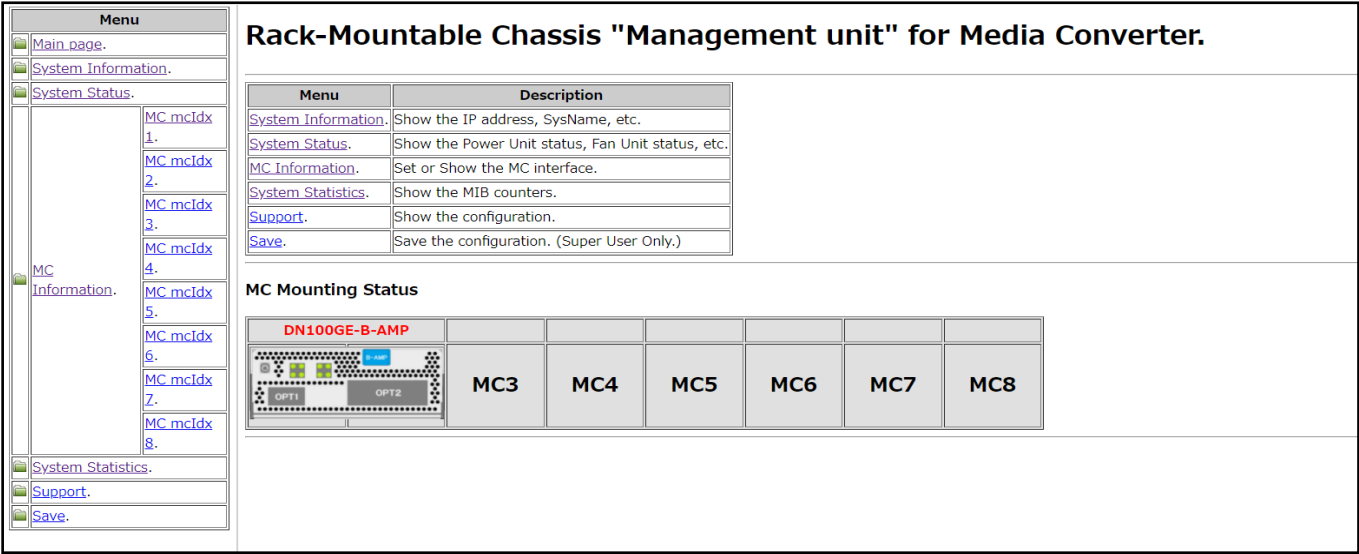 Menu
Main page.
System Information.
System Status.
MC
Information.
MC mcIdx
1.
MC mcIdx
2.
MC mcIdx
3.
MC mcIdx
4.
MC mcIdx
5.
MC mcIdx
6.
MC mcIdx
7.
MC mcIdx
8.
System Statistics.
Support.
Save.
Rack-Mountable Chassis "Management unit" for Media Converter.
Menu Description
System Information. Show the IP address, SysName, etc.
System Status. Show the Power Unit status, Fan Unit status, etc.
MC Information. Set or Show the MC interface.
System Statistics. Show the MIB counters.
Support. Show the configuration.
Save. Save the configuration. (Super User Only.)
MC Mounting Status
DN100GE-B-AMP
B-AMP
OPT1 OPT2
MC3 MC4 MC5 MC6 MC7 MC8